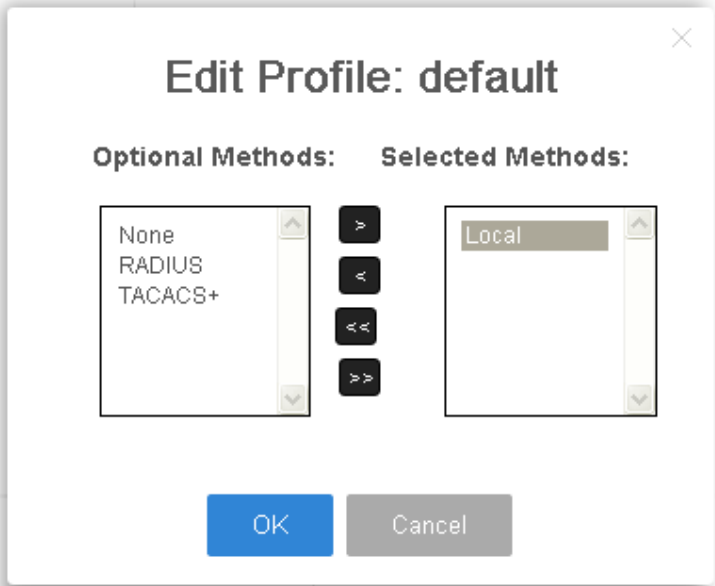 Edit Profile: default
Optional Methods: Selected Methods:
None
RADIUS
TACACS+
>
<
<<
>>
Local
OK Cancel